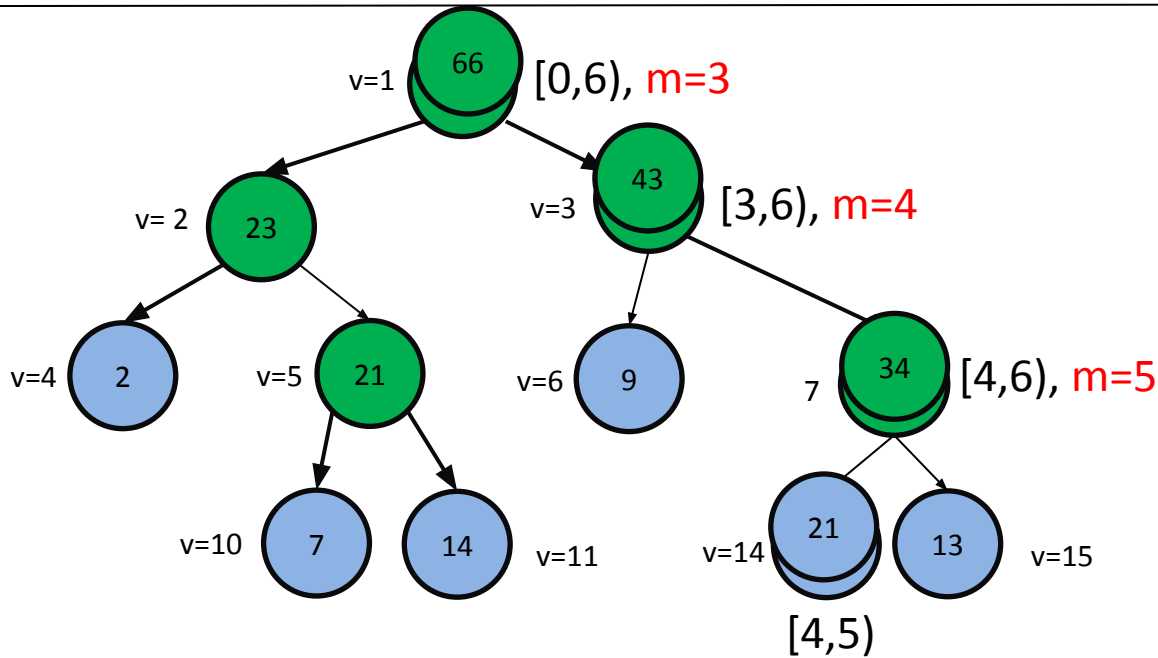 66
v=1
[0,6), m=3
43
v=3
[3,6), m=4
v= 2
23
v=4
2
v=5
21
v=6
9
7
34
[4,6), m=5
v=10
7
14
v=11
v=14
21
13
v=15
[4,5)